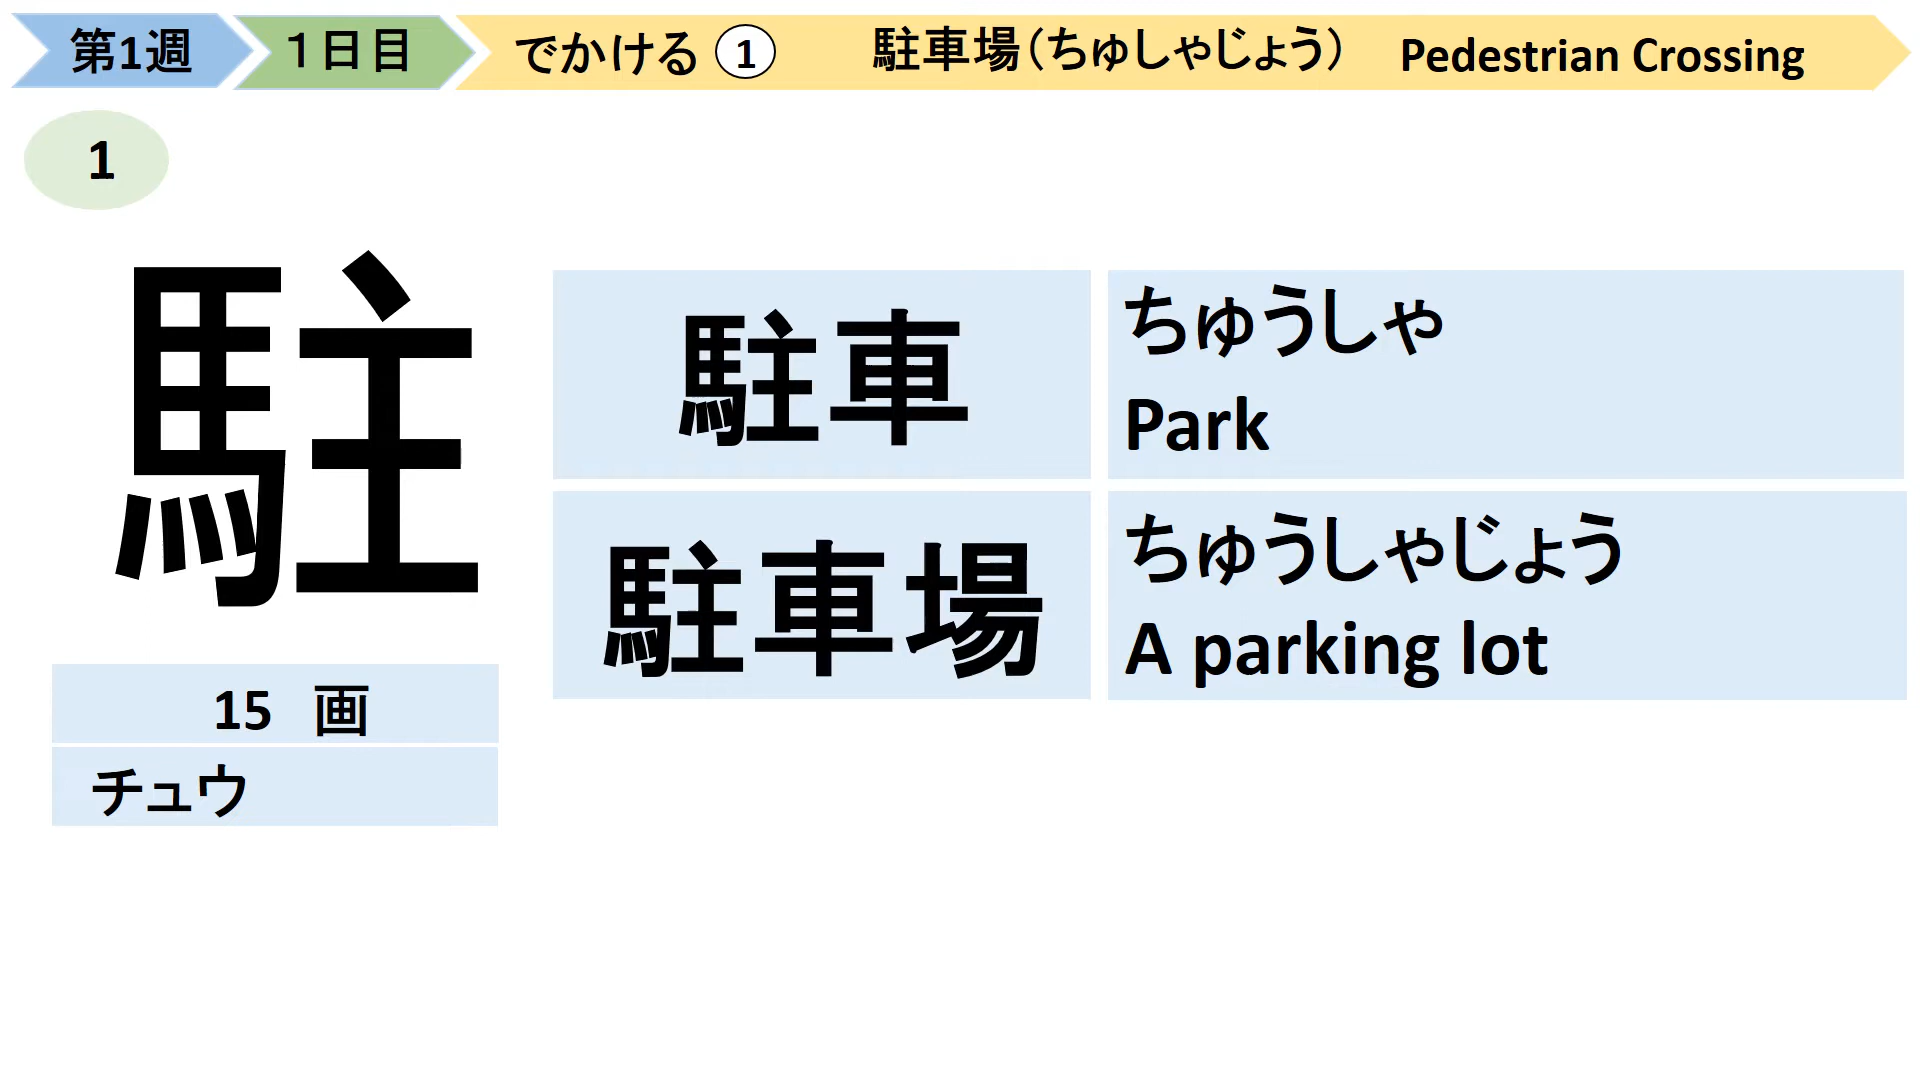 第1週
１日目
でかける ①
駐車場（ちゅしゃじょう）
Pedestrian Crossing
1
駐
15 画
チュウ
駐車
ちゅうしゃ
Park
駐車場
ちゅうしゃじょう
A parking lot